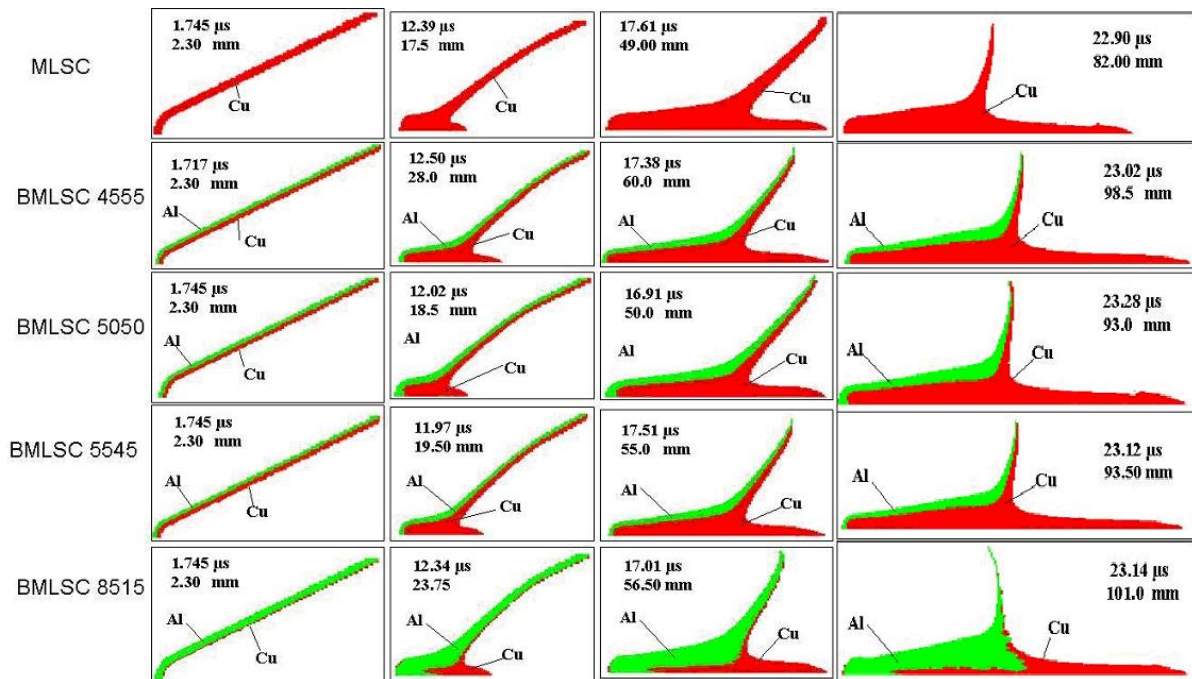 MLSC
1.745 µs
2.30 mm
Cu
12.39 µs
17.5 mm
Cu
17.61 µs
49.00 mm
Cu
22.90 µs
82.00 mm
Cu
BMLSC 4555
1.717 µs
2.30 mm
Al
Cu
12.50 µs
28.0 mm
Al
Cu
17.38 µs
60.0 mm
Al
Cu
23.02 µs
98.5 mm
Al
Cu
BMLSC 5050
1.745 µs
2.30 mm
Al
Cu
12.02 µs
18.5 mm
Al
Cu
16.91 µs
50.0 mm
Al
Cu
23.28 µs
93.0 mm
Al
Cu
BMLSC 5545
1.745 µs
2.30 mm
Al
Cu
11.97 µs
19.50 mm
Al
Cu
17.51 µs
55.0 mm
Al
Cu
23.12 µs
93.50 mm
Al
Cu
BMLSC 8515
1.745 µs
2.30 mm
Al
Cu
12.34 µs
23.75
Al
Cu
17.01 µs
56.50 mm
Al
Cu
23.14 µs
101.0 mm
Al
Cu